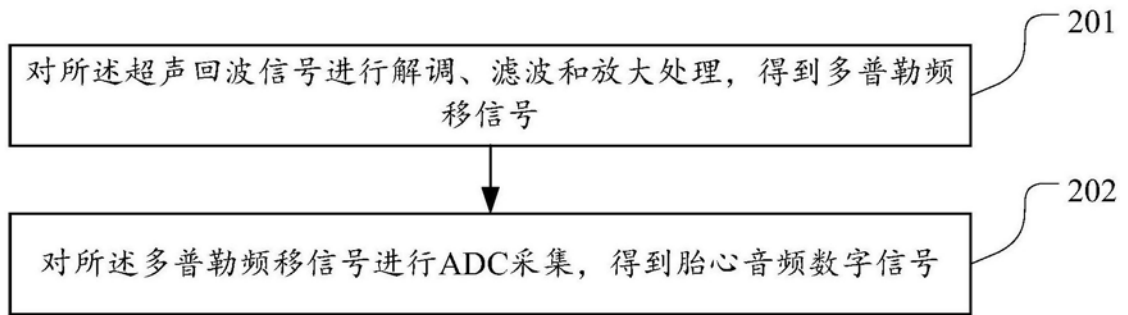 201
对所述超声回波信号进行解调、滤波和放大处理，得到多普勒频
移信号
202
对所述多普勒频移信号进行ADC采集，得到胎心音频数字信号